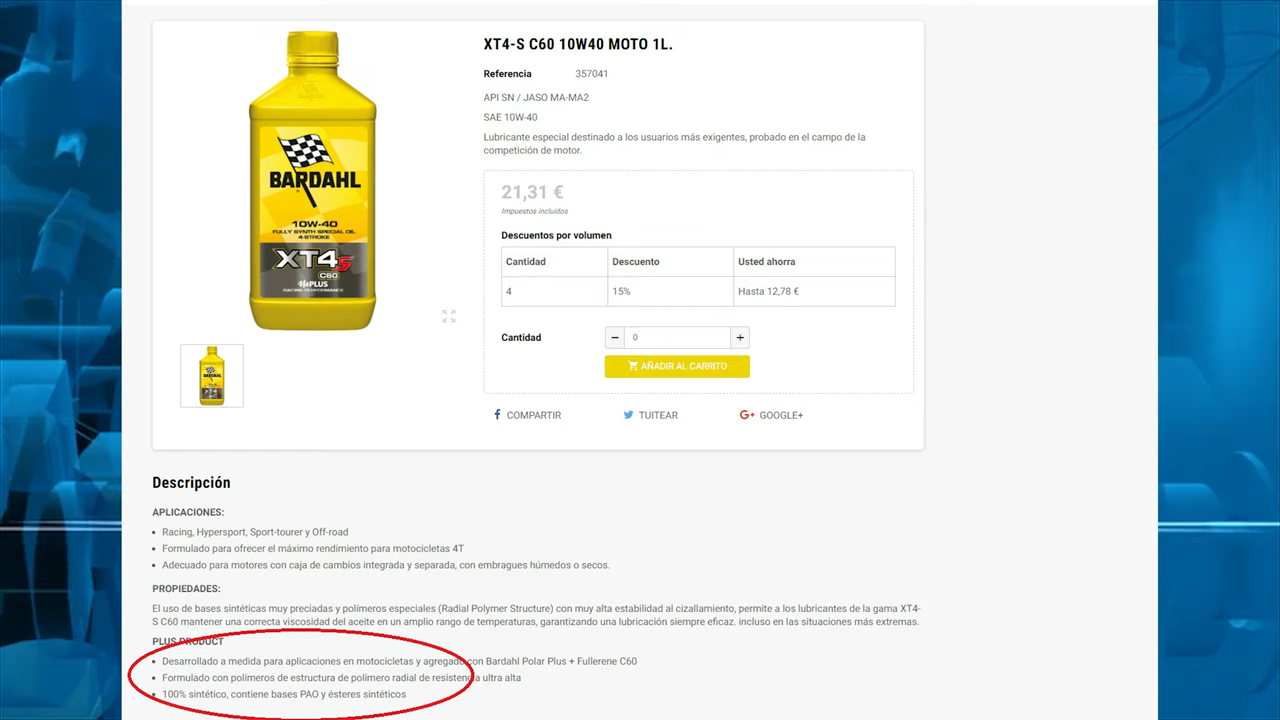 XT4-S C60 10W40 MOTO 1L.
Referencia 357041
API SN / JASO MA-MA2
SAE 10W-40
Lubricante especial destinado a los usuarios más exigentes, probado en el campo de la
competición de motor.
21,31 €
Impuestos incluidos
Descuentos por volumen
Cantidad Descuento Usted ahorra
4 15% Hasta 12,78 €
Cantidad − 0 +
AÑADIR AL CARRITO
COMPARTIR TUITEAR G+ GOOGLE+
BARDAHL
10W-40
FULLY SYNTH SPECIAL OIL
4-STROKE
XT4-S
C60
PLUS
RACING PERFORMANCE
BARDAHL
XT4
Descripción
APLICACIONES:
• Racing, Hypersport, Sport-tourer y Off-road
• Formulado para ofrecer el máximo rendimiento para motocicletas 4T
• Adecuado para motores con caja de cambios integrada y separada, con embragues húmedos o secos.
PROPIEDADES:
El uso de bases sintéticas muy preciadas y polímeros especiales (Radial Polymer Structure) con muy alta estabilidad al cizallamiento, permite a los lubricantes de la gama XT4-
S C60 mantener una correcta viscosidad del aceite en un amplio rango de temperaturas, garantizando una lubricación siempre eficaz. incluso en las situaciones más extremas.
PLUS PRODUCT
• Desarrollado a medida para aplicaciones en motocicletas y agregado con Bardahl Polar Plus + Fullerene C60
• Formulado con polímeros de estructura de polímero radial de resistencia ultra alta
• 100% sintético, contiene bases PAO y ésteres sintéticos